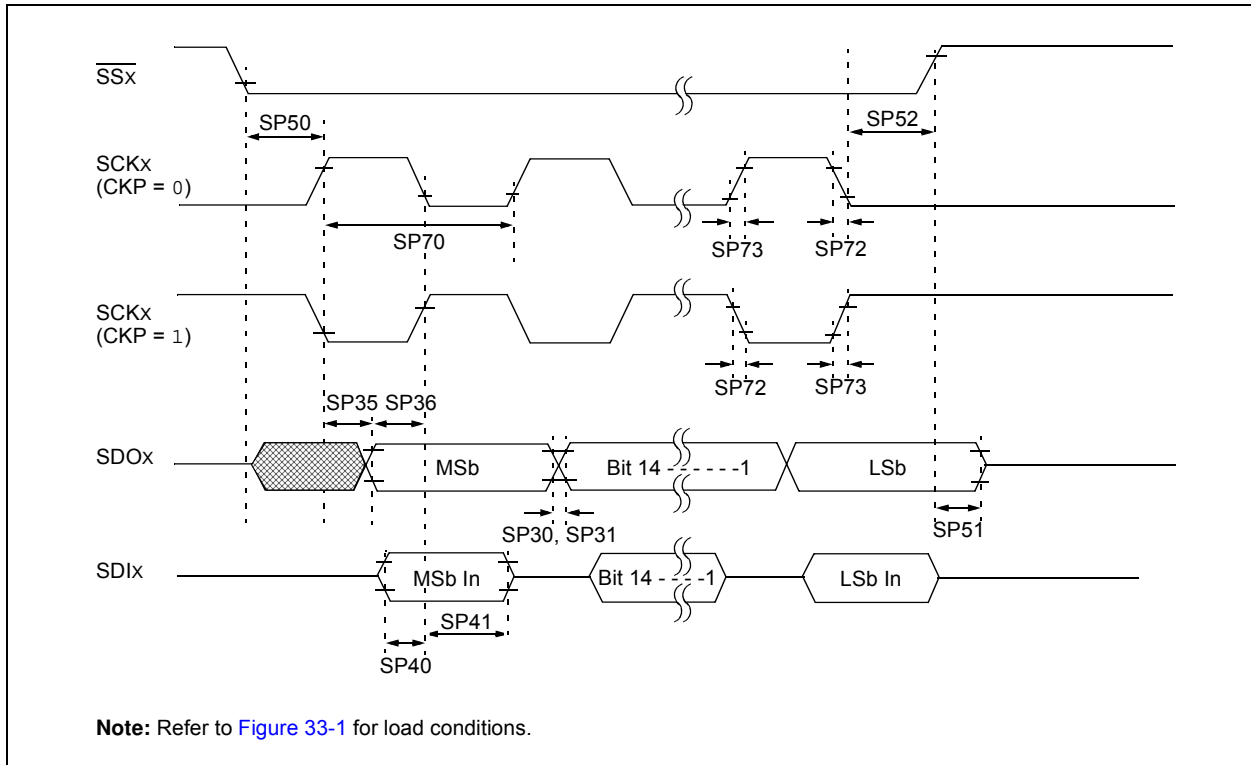 SSx
SP50
SP52
SCKx
(CKP = 0)
SP70
SP73
SP72
SCKx
(CKP = 1)
SP72
SP73
SP35
SP36
SDOx
MSb
Bit 14 - - - - - -1
LSb
SP30, SP31
SP51
SDIx
MSb In
Bit 14 - - - -1
LSb In
SP41
SP40
Note: Refer to Figure 33-1 for load conditions.